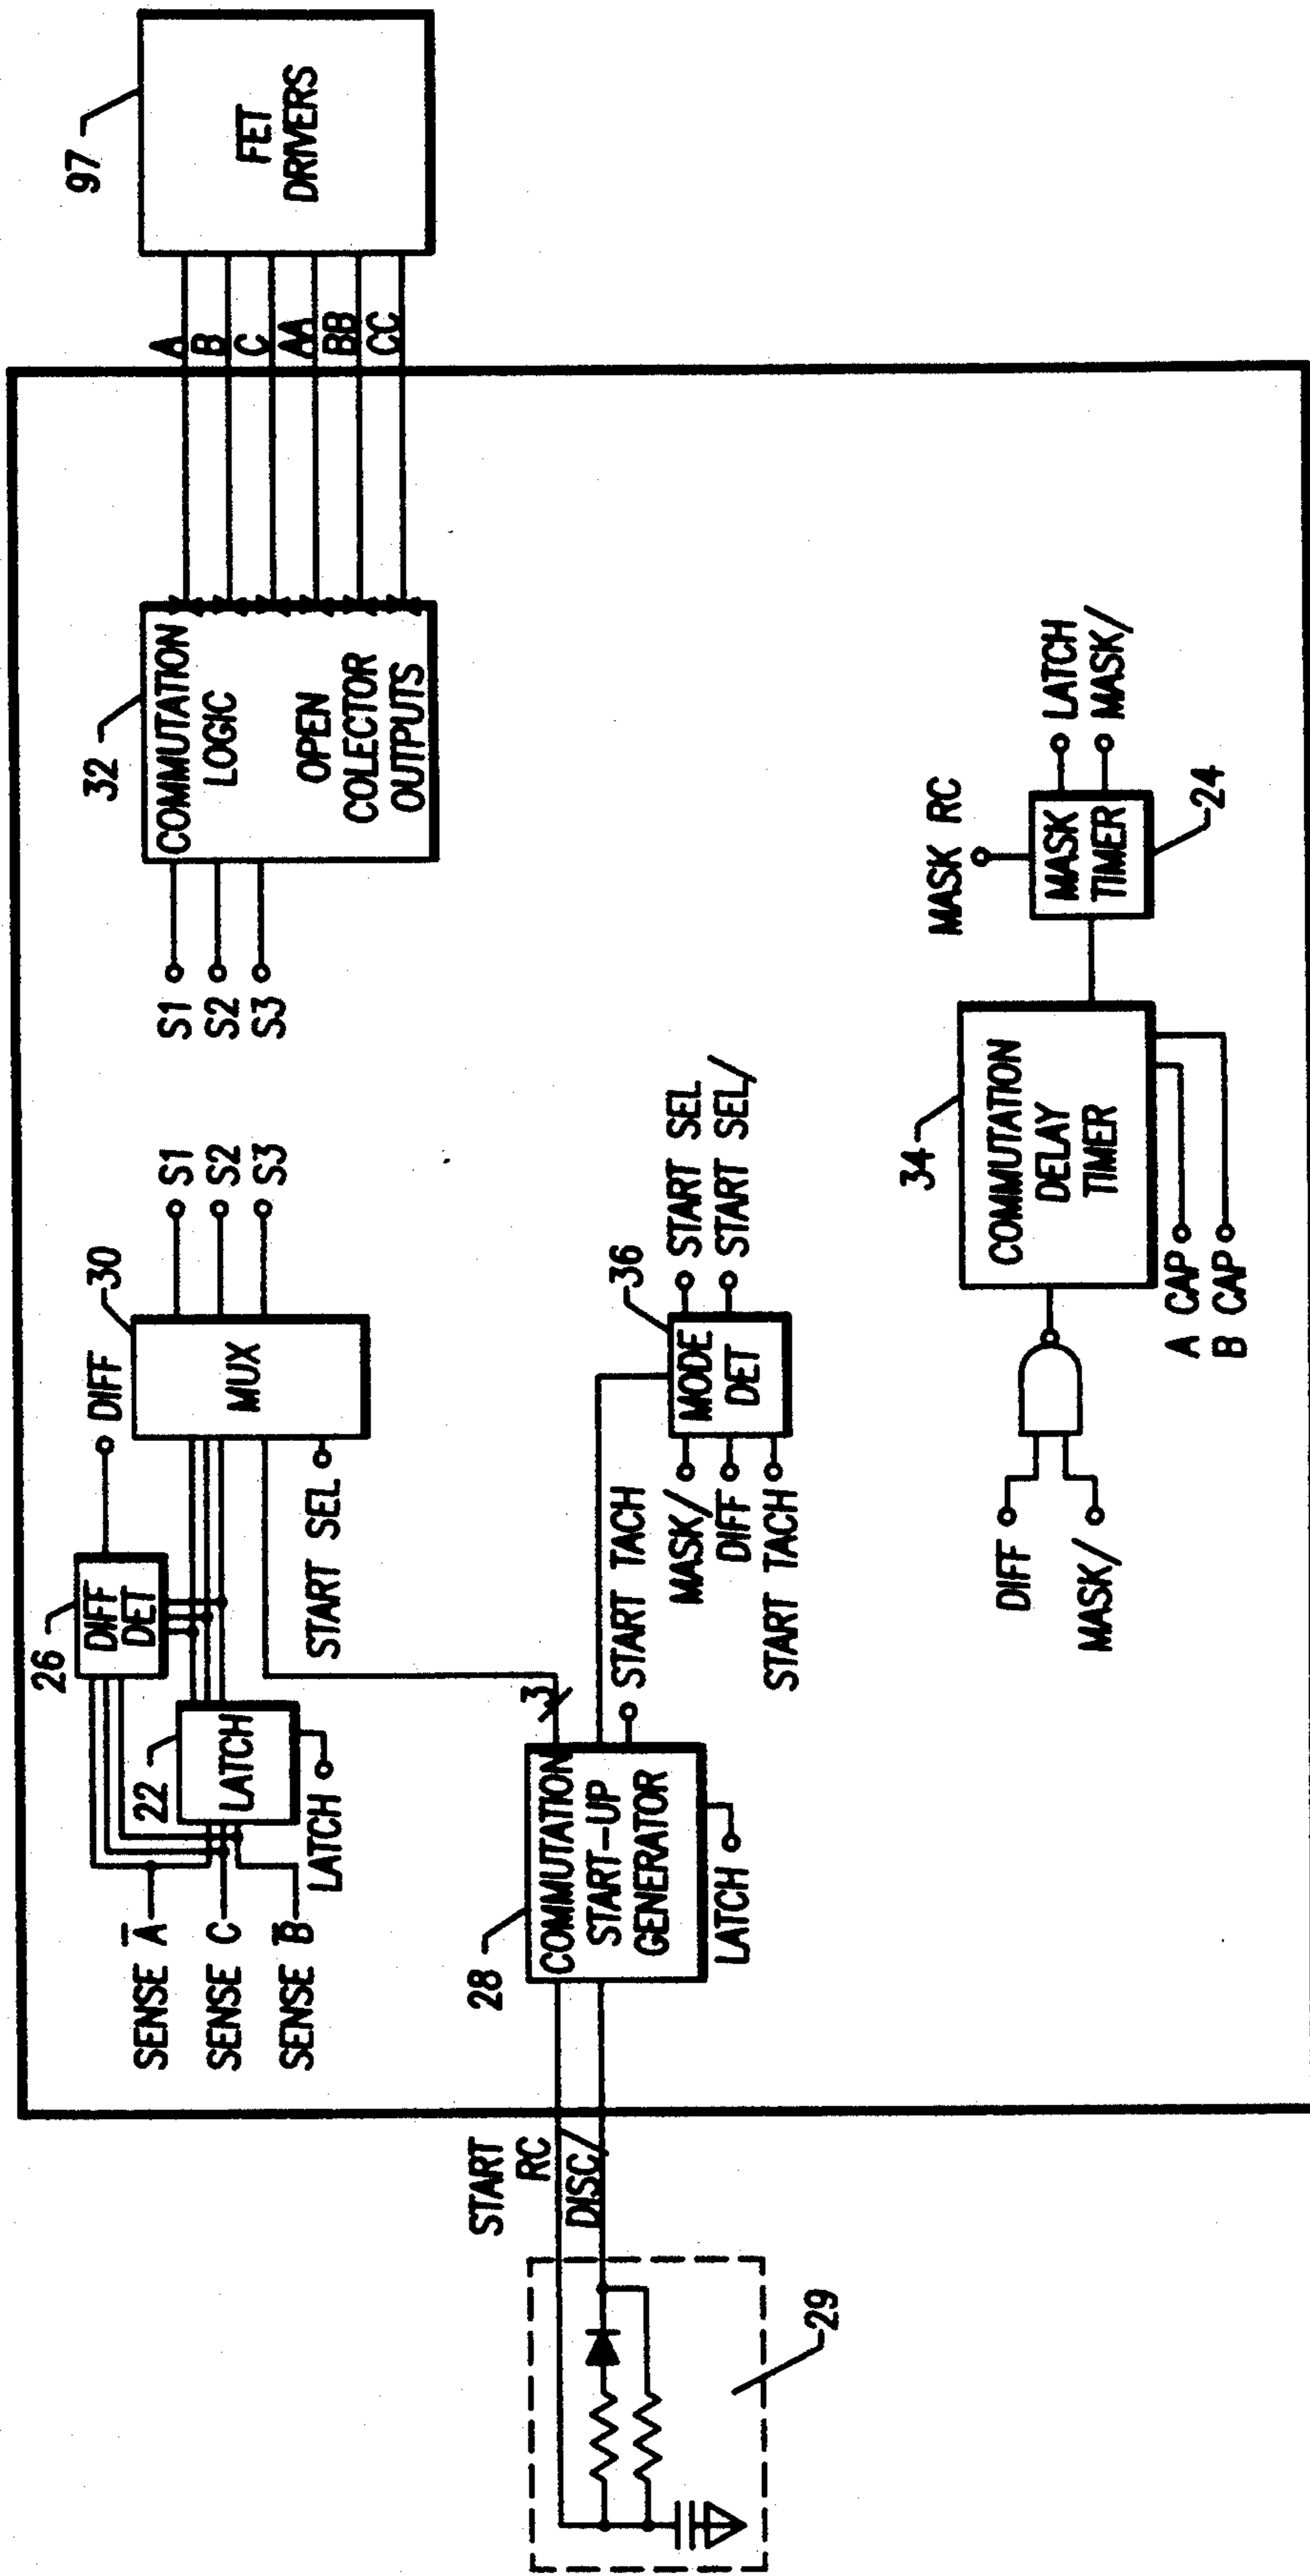 SENSE A̅
SENSE C
SENSE B̅
22
LATCH
LATCH
26
DIFF
DET
DIFF
30
MUX
START SEL
S1
S2
S3
S1
S2
S3
32
COMMUTATION
LOGIC
OPEN
COLECTOR
OUTPUTS
A
B
C
AA
BB
CC
97
FET
DRIVERS
START
RC
DISC/
29
28
COMMUTATION
START-UP
GENERATOR
LATCH
3
START TACH
MASK/
DIFF
START TACH
36
MODE
DET
START SEL
START SEL/
DIFF
MASK/
34
COMMUTATION
DELAY
TIMER
A CAP
B CAP
MASK RC
MASK
TIMER
24
LATCH
MASK/